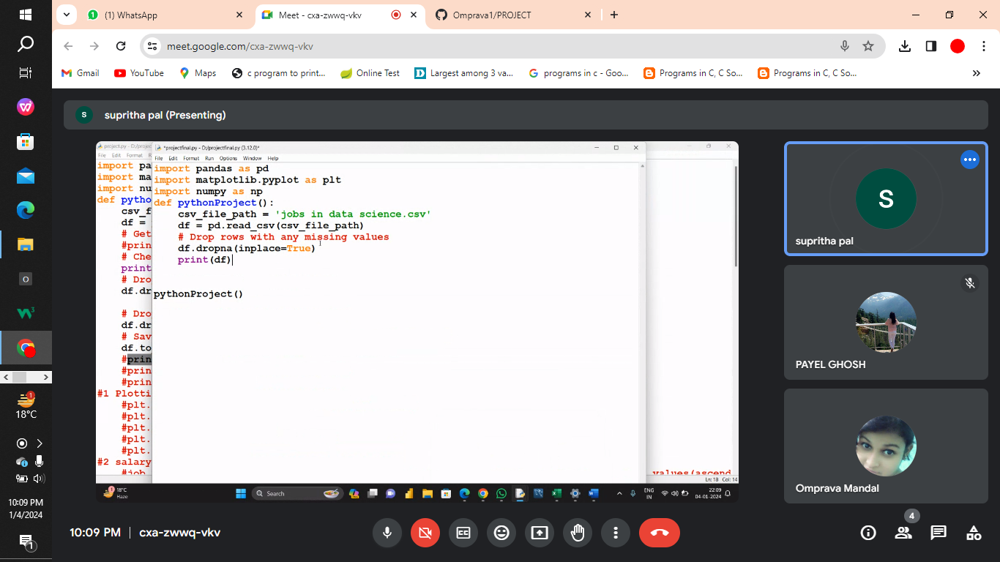 (1) WhatsApp
Meet - cxa-zwwq-vkv
Omprava1/PROJECT
meet.google.com/cxa-zwwq-vkv
Gmail
YouTube
Maps
c program to print...
Online Test
Largest among 3 va...
programs in c - Goo...
Programs in C, C So...
Programs in C, C So...
S
supritha pal (Presenting)
project.py - D:/projec
File Edit Format R
*projectfinal.py - D:/projectfinal.py (3.12.0)*
File Edit Format Run Options Window Help
import pa
import ma
import nu
def pytho
csv_f
df =
# Get
#prin
# Che
print
# Dro
df.dr
# Dro
df.dr
# Sav
df.to
#prin
#prin
#prin
#1 Plotti
#plt.
#plt.
#plt.
#plt.
#plt.
#2 salary
#job
import pandas as pd
import matplotlib.pyplot as plt
import numpy as np
def pythonProject():
csv_file_path = 'jobs in data science.csv'
df = pd.read_csv(csv_file_path)
# Drop rows with any missing values
df.dropna(inplace=True)
print(df)
pythonProject()
values(ascend
Ln: 18 Col: 14
1
18°C
Haze
Search
ENG
IN
22:09
04-01-2024
S
supritha pal
PAYEL GHOSH
Omprava Mandal
O
W3
1
18°C
10:09 PM
1/4/2024
1
10:09 PM
cxa-zwwq-vkv
CC
4